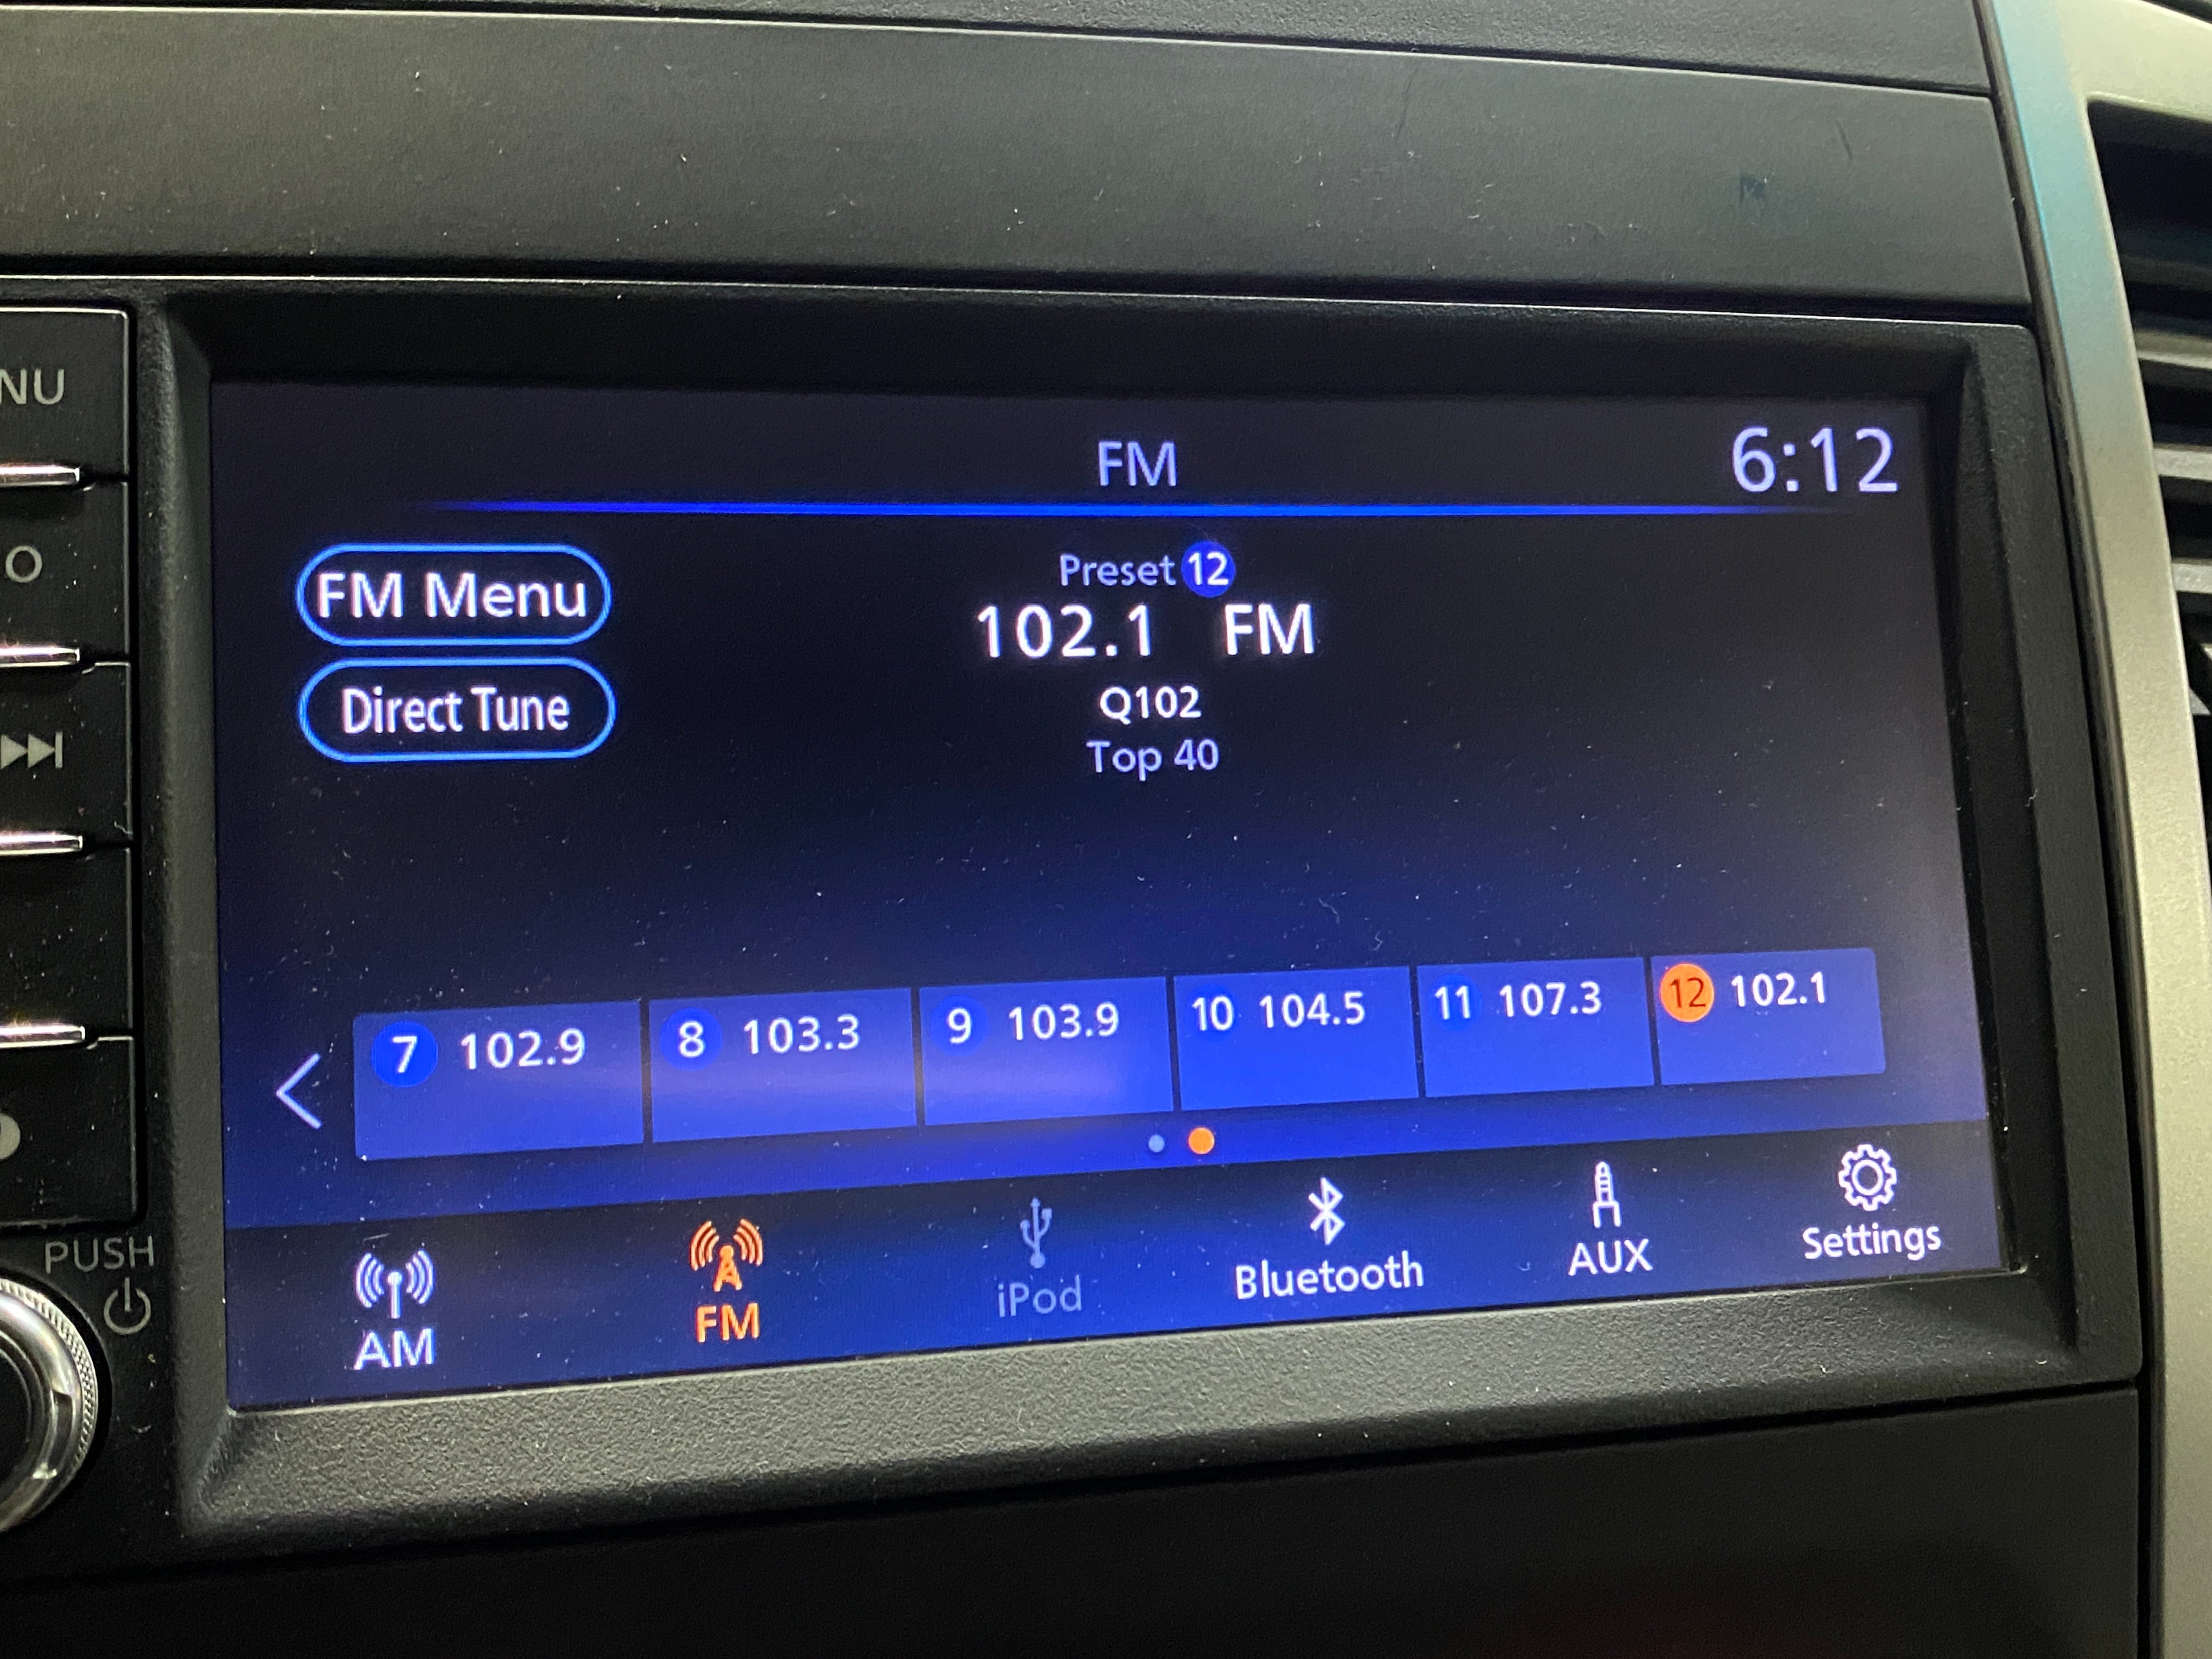 NU
FM
6:12
FM Menu
Direct Tune
Preset 12
102.1 FM
Q102
Top 40
7 102.9
8 103.3
9 103.9
10 104.5
11 107.3
12 102.1
PUSH
AM
FM
iPod
Bluetooth
AUX
Settings